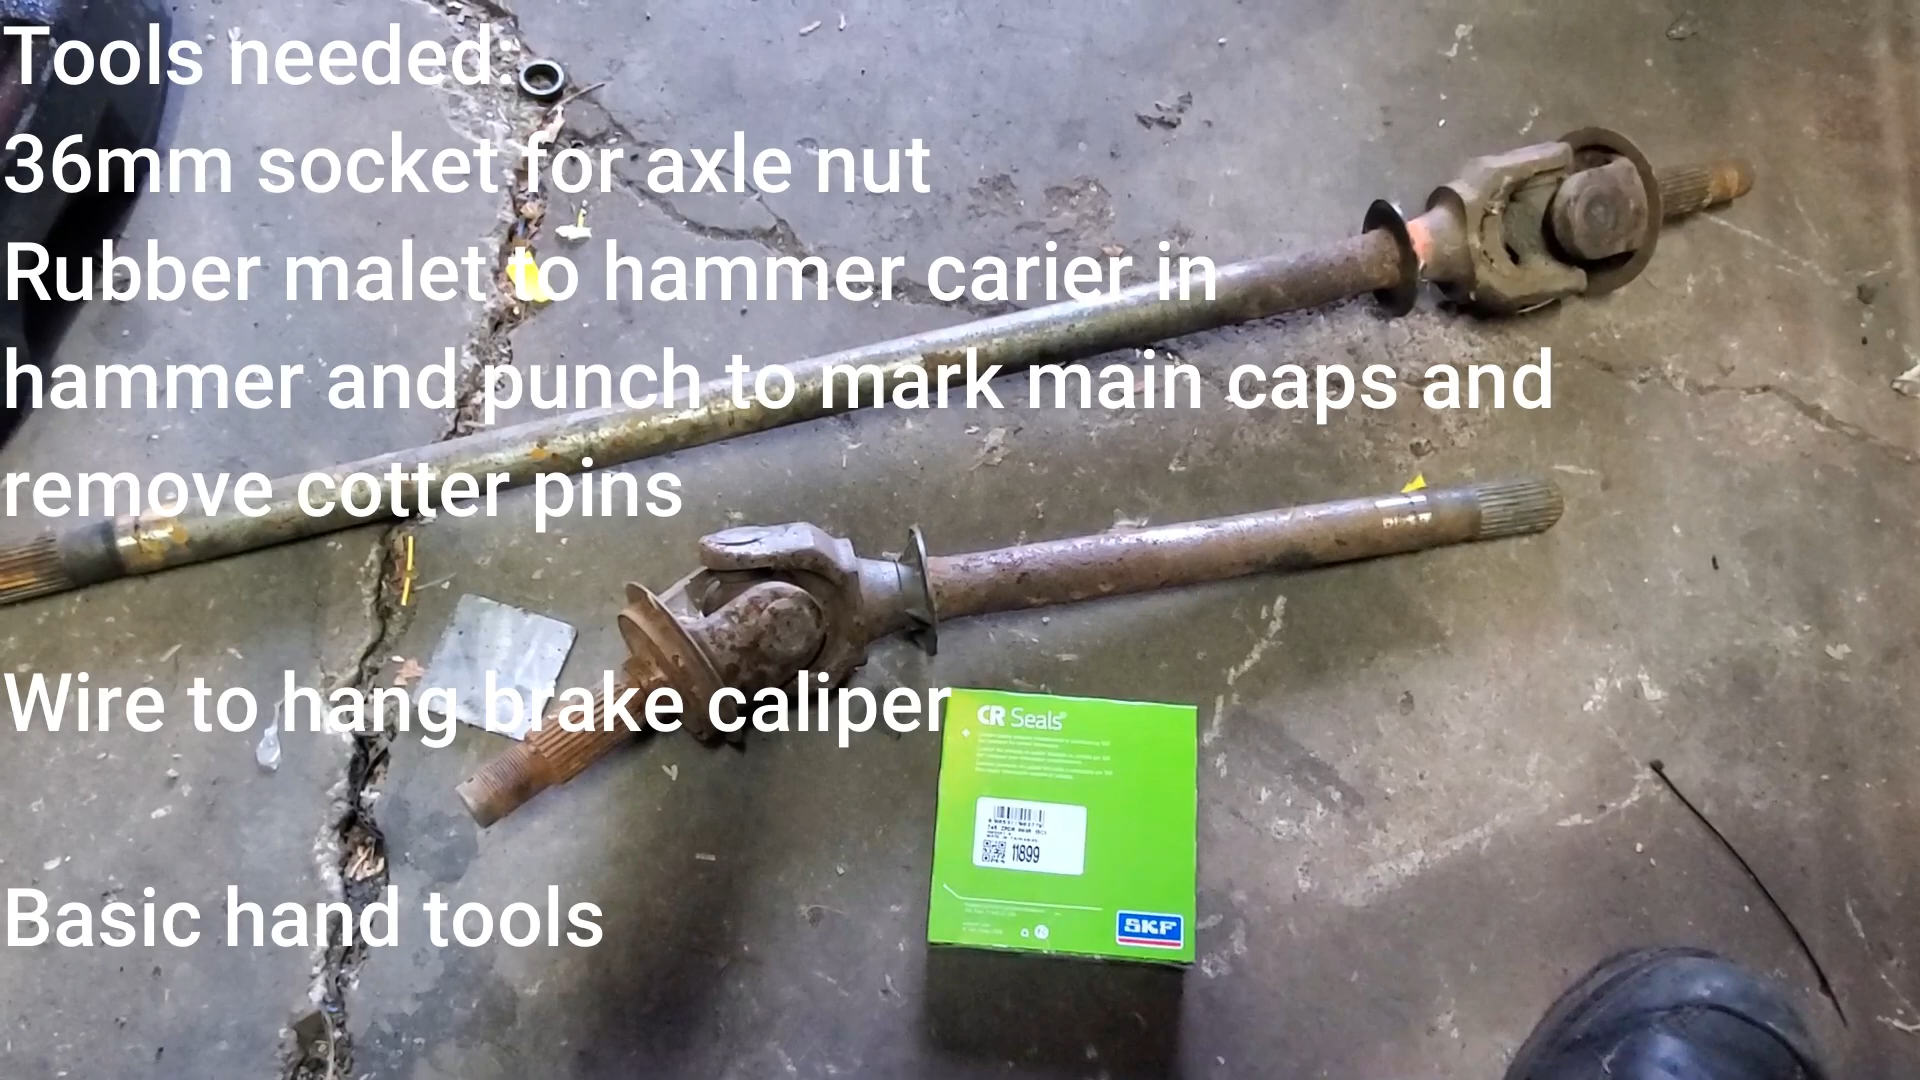 Tools needed:
36mm socket for axle nut
Rubber malet to hammer carier in
hammer and punch to mark main caps and
remove cotter pins
Wire to hang brake caliper
CR Seals
11899
SKF
Basic hand tools